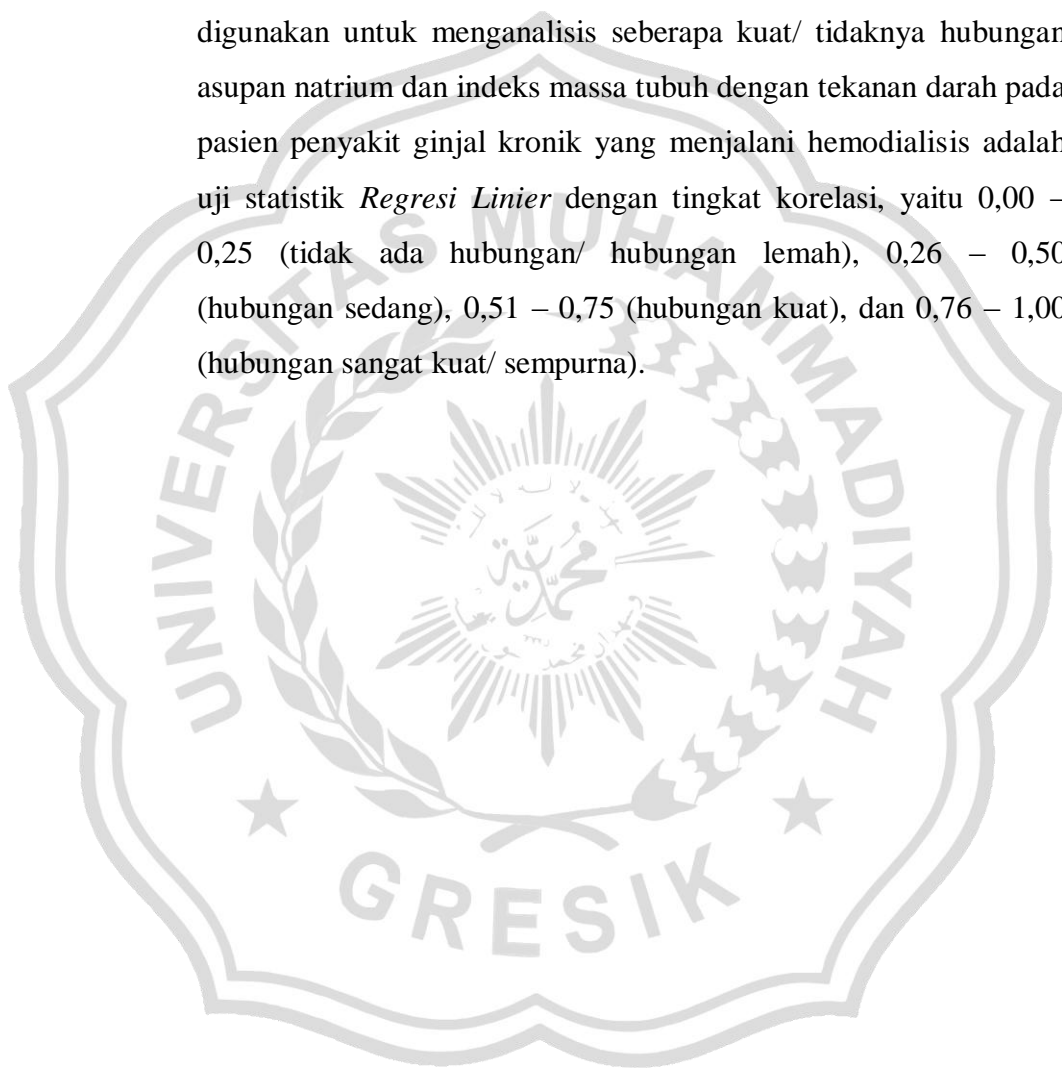 digunakan untuk menganalisis seberapa kuat/ tidaknya hubungan
asupan natrium dan indeks massa tubuh dengan tekanan darah pada
pasien penyakit ginjal kronik yang menjalani hemodialisis adalah
uji statistik Regresi Linier dengan tingkat korelasi, yaitu 0,00 –
0,25 (tidak ada hubungan/ hubungan lemah), 0,26 – 0,50
(hubungan sedang), 0,51 – 0,75 (hubungan kuat), dan 0,76 – 1,00
(hubungan sangat kuat/ sempurna).
UNIVERSITAS MUHAMMADIYAH
GRESIK